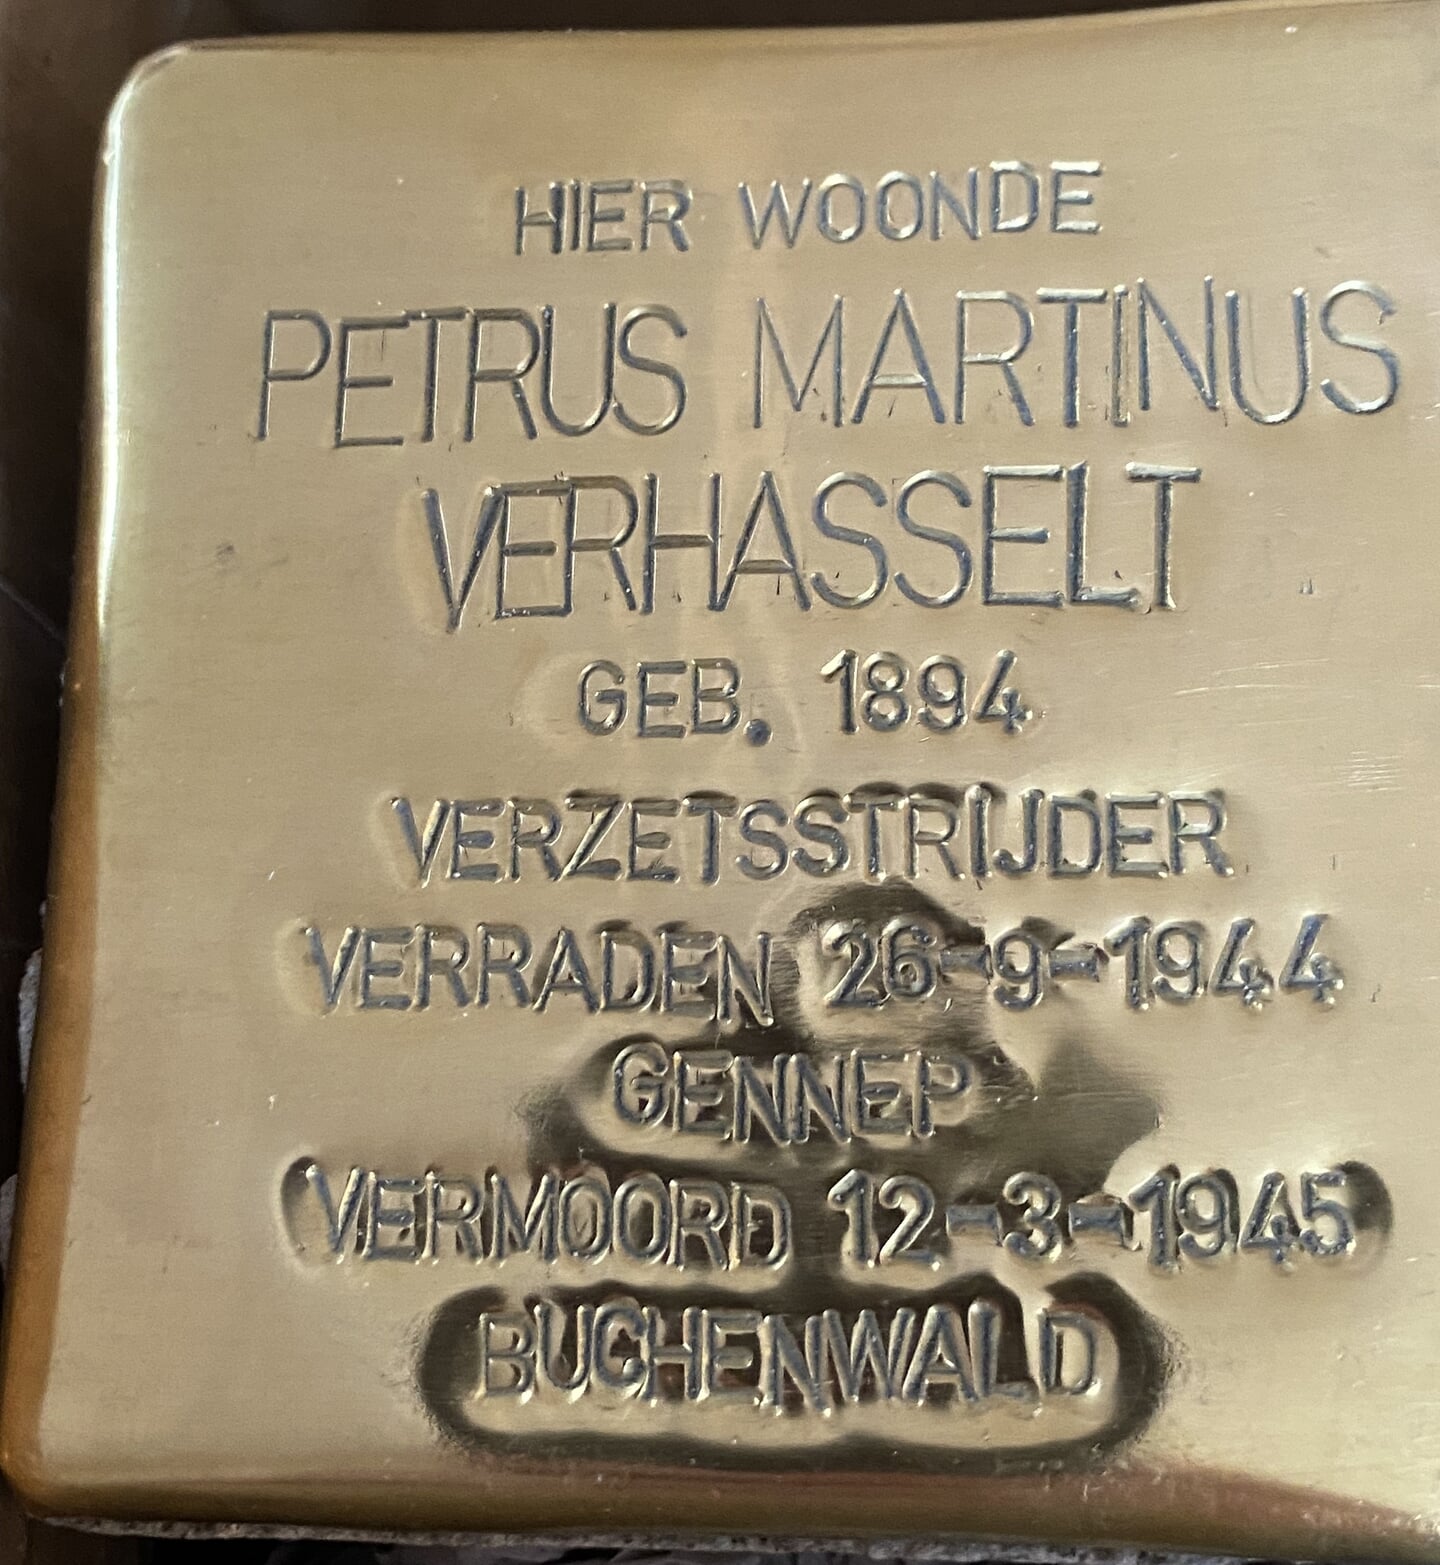 HIER WOONDE
PETRUS MARTINUS
VERHASSELT
GEB. 1894
VERZETSSTRIJDER
VERRADEN 26-9-1944
GENNEP
VERMOORD 12-3-1945
BUCHENWALD